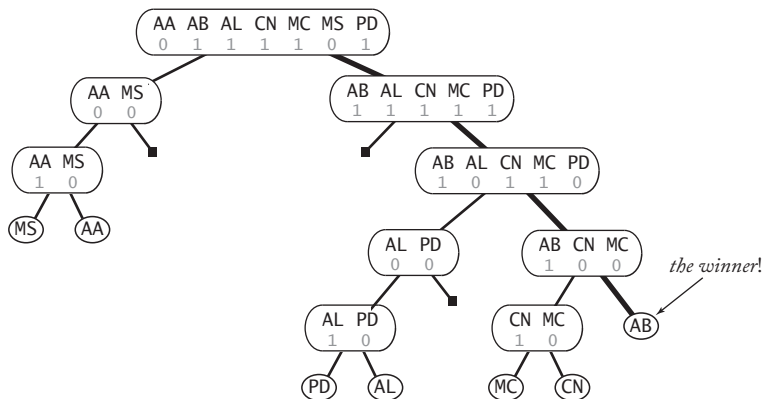 AA AB AL CN MC MS PD
0 1 1 1 1 0 1
AA MS
0 0
AB AL CN MC PD
1 1 1 1 1
AA MS
1 0
AB AL CN MC PD
1 0 1 1 0
MS
AA
AL PD
0 0
AB CN MC
1 0 0
the winner!
AL PD
1 0
CN MC
1 0
AB
PD
AL
MC
CN